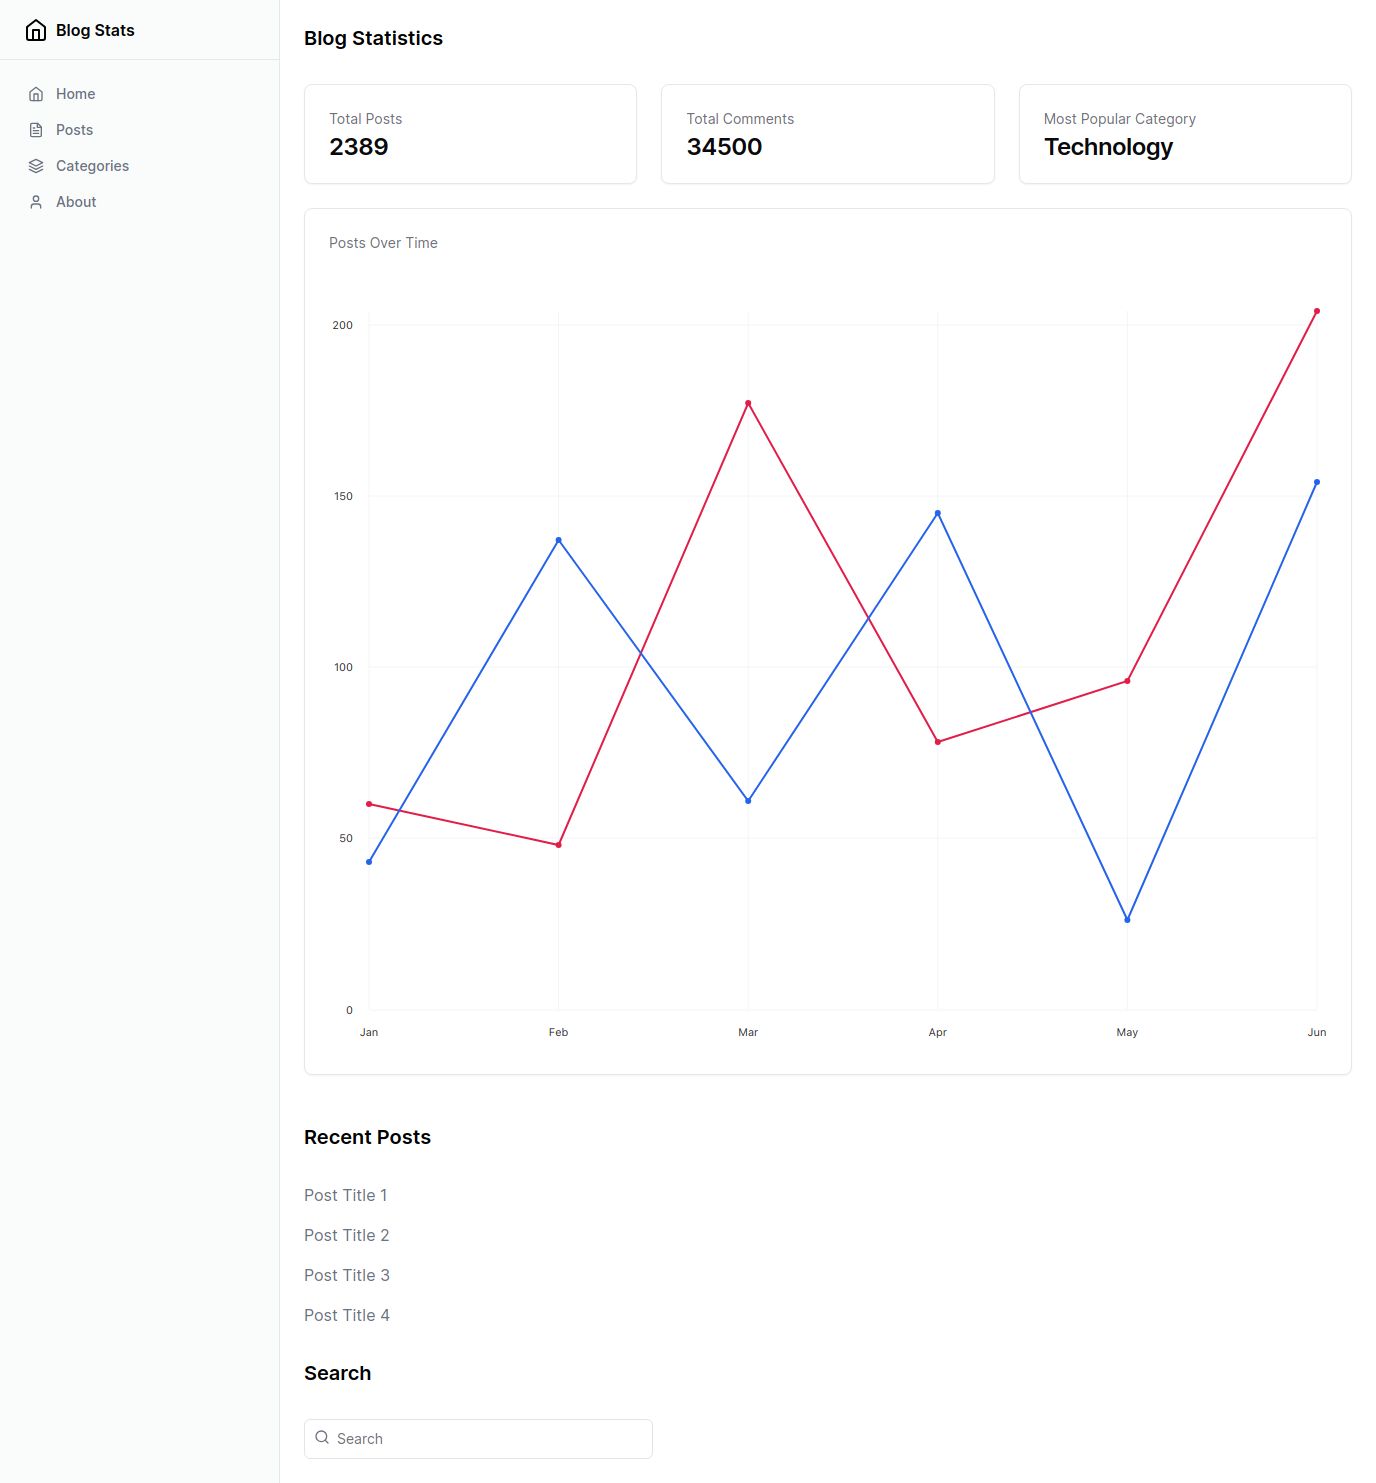 Blog Stats
Home
Posts
Categories
About
Blog Statistics
Total Posts
2389
Total Comments
34500
Most Popular Category
Technology
Posts Over Time
200
150
100
50
0
Jan Feb Mar Apr May Jun
Recent Posts
Post Title 1
Post Title 2
Post Title 3
Post Title 4
Search
Search